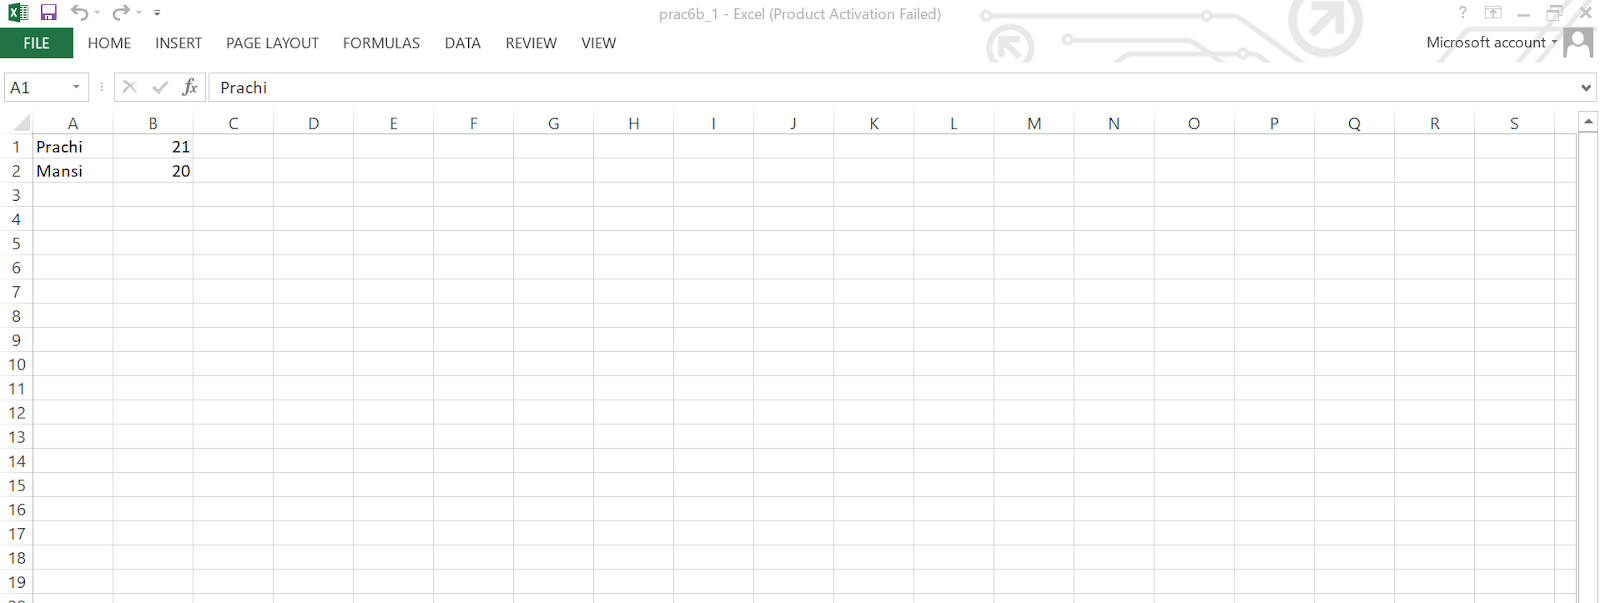 prac6b_1 - Excel (Product Activation Failed) ?
FILE HOME INSERT PAGE LAYOUT FORMULAS DATA REVIEW VIEW Microsoft account
A1 fx Prachi
A B C D E F G H I J K L M N O P Q R S
1 Prachi 21
2 Mansi 20
3
4
5
6
7
8
9
10
11
12
13
14
15
16
17
18
19